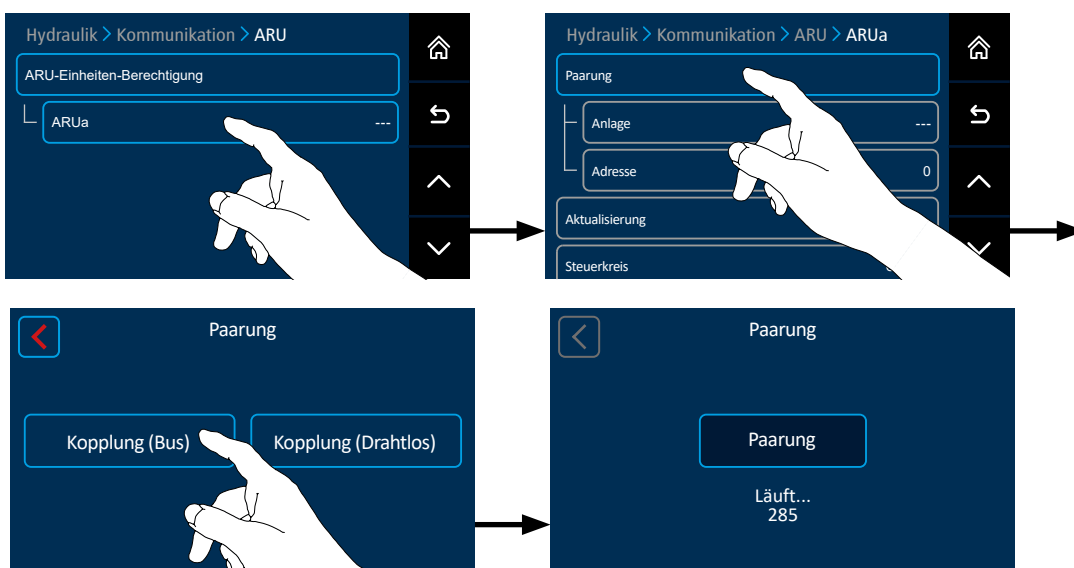 Hydraulik > Kommunikation > ARU
ARU-Einheiten-Berechtigung
ARUa ---
Hydraulik > Kommunikation > ARU > ARUa
Paarung
Anlage ---
Adresse 0
Aktualisierung
Steuerkreis
Paarung
Kopplung (Bus)
Kopplung (Drahtlos)
Paarung
Paarung
Läuft...
285